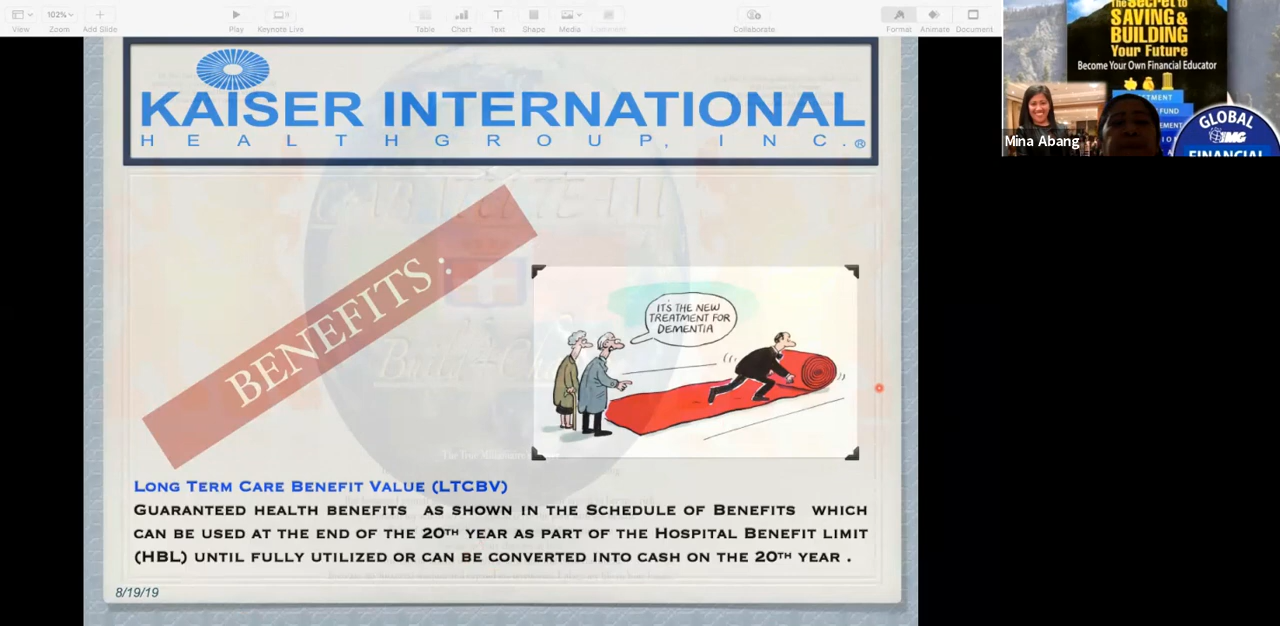 View
102%
Zoom
Add Slide
Play
Keynote Live
Table
Chart
Text
Shape
Media
Comment
Collaborate
Format
Animate
Document
The Secret to
SAVING &
BUILDING
Your Future
Become Your Own Financial Educator
GLOBAL
IMG
FINANCIAL
Mina Abang
KAISER INTERNATIONAL
HEALTHGROUP, INC.®
BENEFITS :
IT'S THE NEW
TREATMENT FOR
DEMENTIA
LONG TERM CARE BENEFIT VALUE (LTCBV)
GUARANTEED HEALTH BENEFITS AS SHOWN IN THE SCHEDULE OF BENEFITS WHICH
CAN BE USED AT THE END OF THE 20TH YEAR AS PART OF THE HOSPITAL BENEFIT LIMIT
(HBL) UNTIL FULLY UTILIZED OR CAN BE CONVERTED INTO CASH ON THE 20TH YEAR .
8/19/19